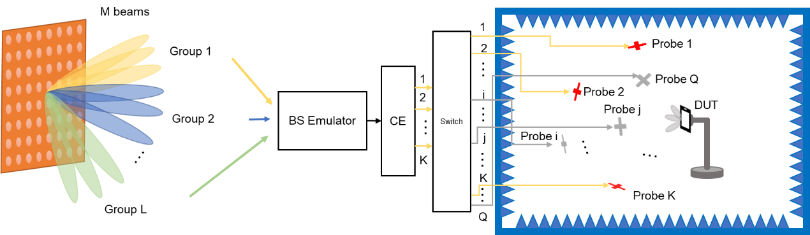 M beams
Group 1
Group 2
...
Group L
BS Emulator
CE
1
2
...
K
Switch
1
2
...
i
j
...
K
...
Q
Probe 1
Probe Q
Probe 2
DUT
Probe j
Probe i
...
...
Probe K